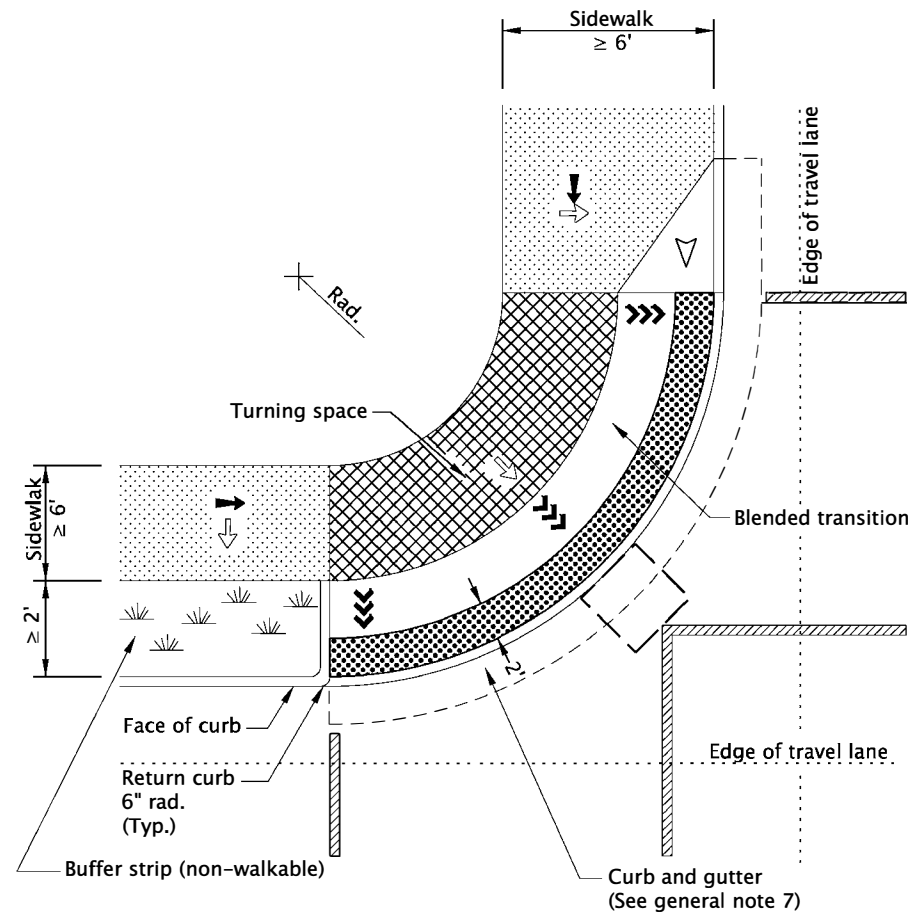 Sidewalk
≥ 6'
Edge of travel lane
Rad.
Turning space
Sidewlak
≥ 6'
Blended transition
≥ 2'
2'
Face of curb
Edge of travel lane
Return curb
6" rad.
(Typ.)
Buffer strip (non-walkable)
Curb and gutter
(See general note 7)